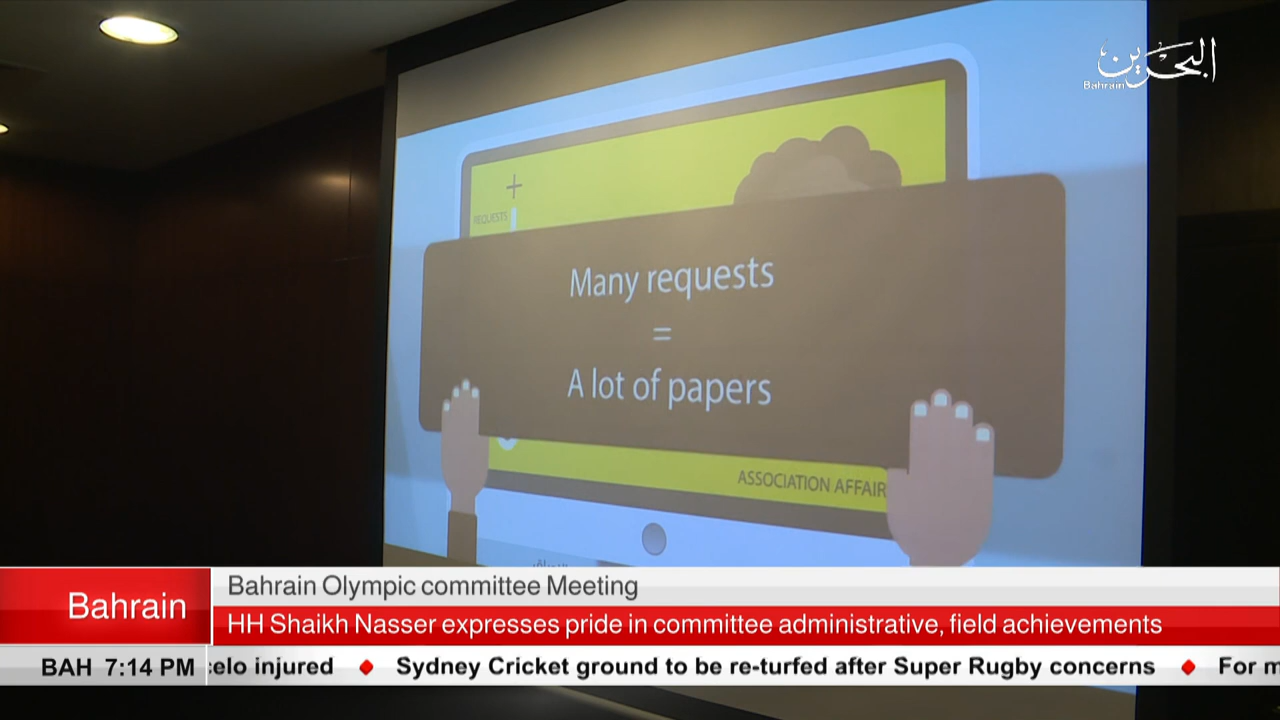 البحرين
Bahrain
REQUESTS
Many requests
=
A lot of papers
ASSOCIATION AFFAIR
Bahrain
Bahrain Olympic committee Meeting
HH Shaikh Nasser expresses pride in committee administrative, field achievements
BAH 7:14 PM
celo injured ♦ Sydney Cricket ground to be re-turfed after Super Rugby concerns ♦ For m